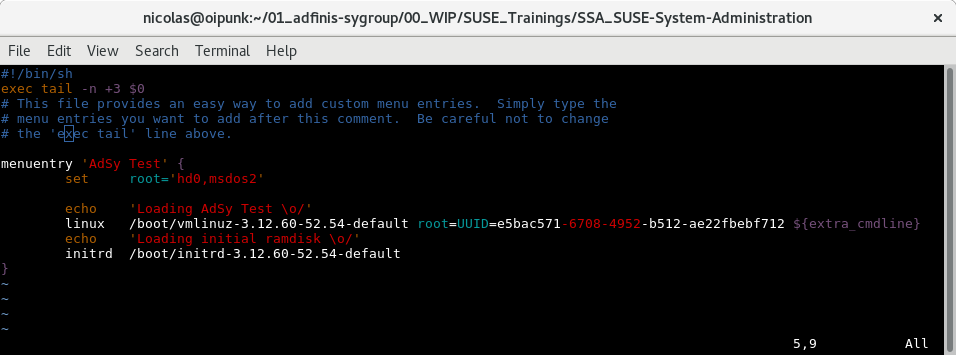 nicolas@oipunk:~/01_adfinis-sygroup/00_WIP/SUSE_Trainings/SSA_SUSE-System-Administration ×
File Edit View Search Terminal Help
#!/bin/sh
exec tail -n +3 $0
# This file provides an easy way to add custom menu entries.  Simply type the
# menu entries you want to add after this comment.  Be careful not to change
# the 'exec tail' line above.
menuentry 'AdSy Test' {
        set     root='hd0,msdos2'
        echo    'Loading AdSy Test \o/'
        linux   /boot/vmlinuz-3.12.60-52.54-default root=UUID=e5bac571-6708-4952-b512-ae22fbebf712 ${extra_cmdline}
        echo    'Loading initial ramdisk \o/'
        initrd  /boot/initrd-3.12.60-52.54-default
}
~
~
~
~
5,9 All